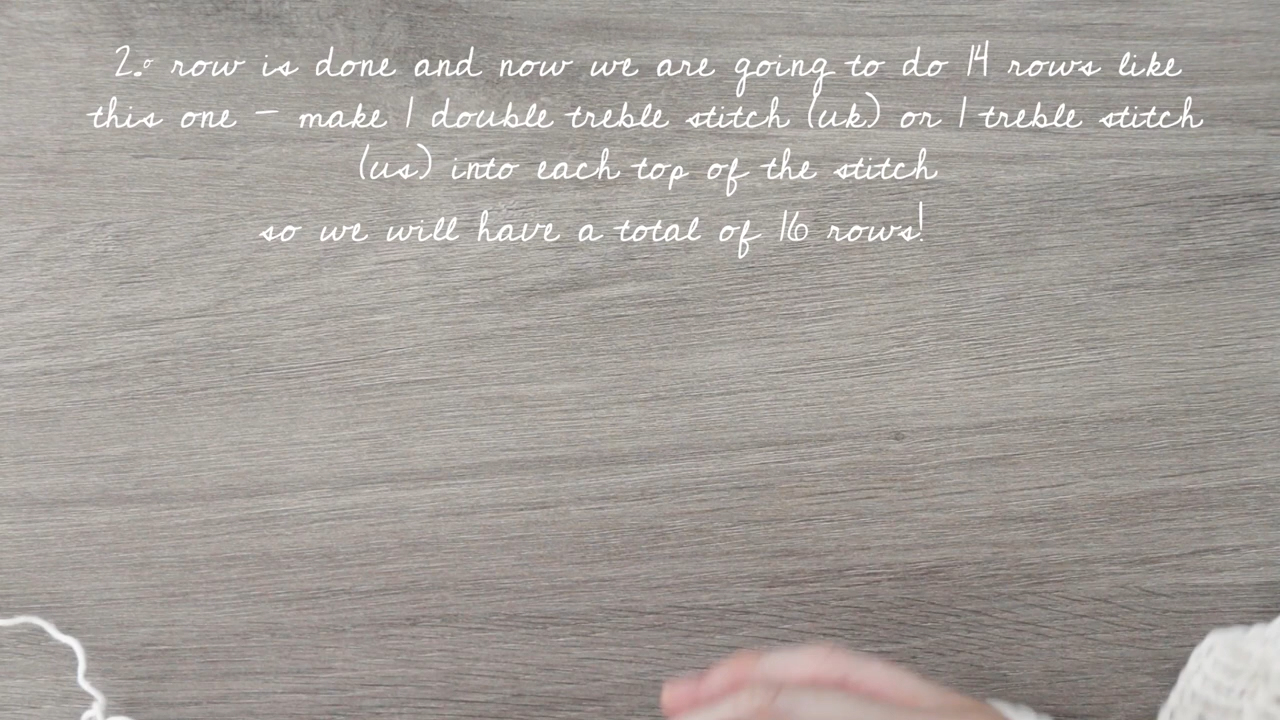 2.º row is done and now we are going to do 14 rows like
this one - make 1 double treble stitch (uk) or 1 treble stitch
(us) into each top of the stitch
so we will have a total of 16 rows!